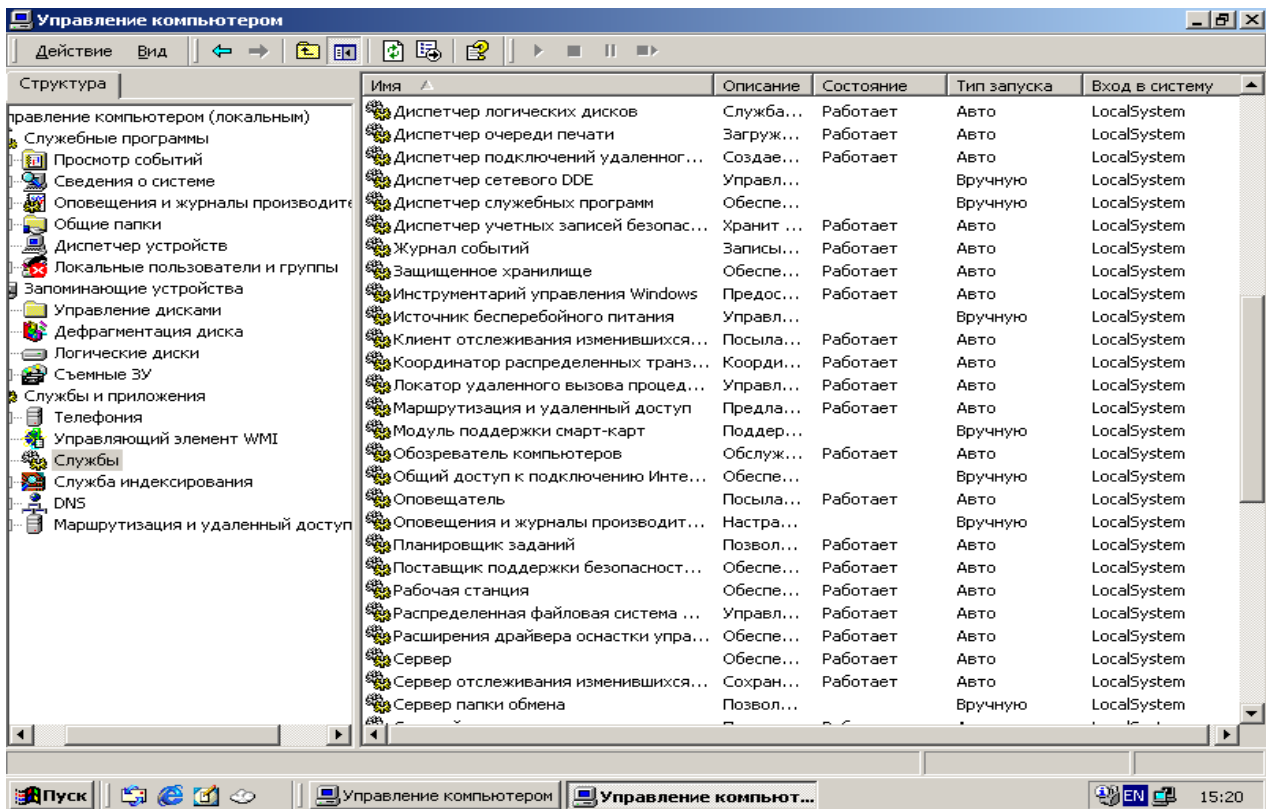 Управление компьютером
Действие Вид
Структура
правление компьютером (локальным)
Служебные программы
Просмотр событий
Сведения о системе
Оповещения и журналы производите
Общие папки
Диспетчер устройств
Локальные пользователи и группы
Запоминающие устройства
Управление дисками
Дефрагментация диска
Логические диски
Съемные ЗУ
Службы и приложения
Телефония
Управляющий элемент WMI
Службы
Служба индексирования
DNS
Маршрутизация и удаленный доступ
Имя Описание Состояние Тип запуска Вход в систему
Диспетчер логических дисков Служба... Работает Авто LocalSystem
Диспетчер очереди печати Загруж... Работает Авто LocalSystem
Диспетчер подключений удаленног... Создае... Работает Авто LocalSystem
Диспетчер сетевого DDE Управл... Вручную LocalSystem
Диспетчер служебных программ Обеспе... Вручную LocalSystem
Диспетчер учетных записей безопас... Хранит ... Работает Авто LocalSystem
Журнал событий Записы... Работает Авто LocalSystem
Защищенное хранилище Обеспе... Работает Авто LocalSystem
Инструментарий управления Windows Предос... Работает Авто LocalSystem
Источник бесперебойного питания Управл... Вручную LocalSystem
Клиент отслеживания изменившихся... Посыла... Работает Авто LocalSystem
Координатор распределенных транз... Коорди... Работает Авто LocalSystem
Локатор удаленного вызова процед... Управл... Работает Авто LocalSystem
Маршрутизация и удаленный доступ Предла... Работает Авто LocalSystem
Модуль поддержки смарт-карт Поддер... Вручную LocalSystem
Обозреватель компьютеров Обслуж... Работает Авто LocalSystem
Общий доступ к подключению Инте... Обеспе... Вручную LocalSystem
Оповещатель Посыла... Работает Авто LocalSystem
Оповещения и журналы производит... Настра... Вручную LocalSystem
Планировщик заданий Позвол... Работает Авто LocalSystem
Поставщик поддержки безопасност... Обеспе... Работает Авто LocalSystem
Рабочая станция Обеспе... Работает Авто LocalSystem
Распределенная файловая система ... Управл... Работает Авто LocalSystem
Расширения драйвера оснастки упра... Обеспе... Работает Авто LocalSystem
Сервер Обеспе... Работает Авто LocalSystem
Сервер отслеживания изменившихся... Сохран... Работает Авто LocalSystem
Сервер папки обмена Позвол... Вручную LocalSystem
Пуск Управление компьютером Управление компьют... EN 15:20